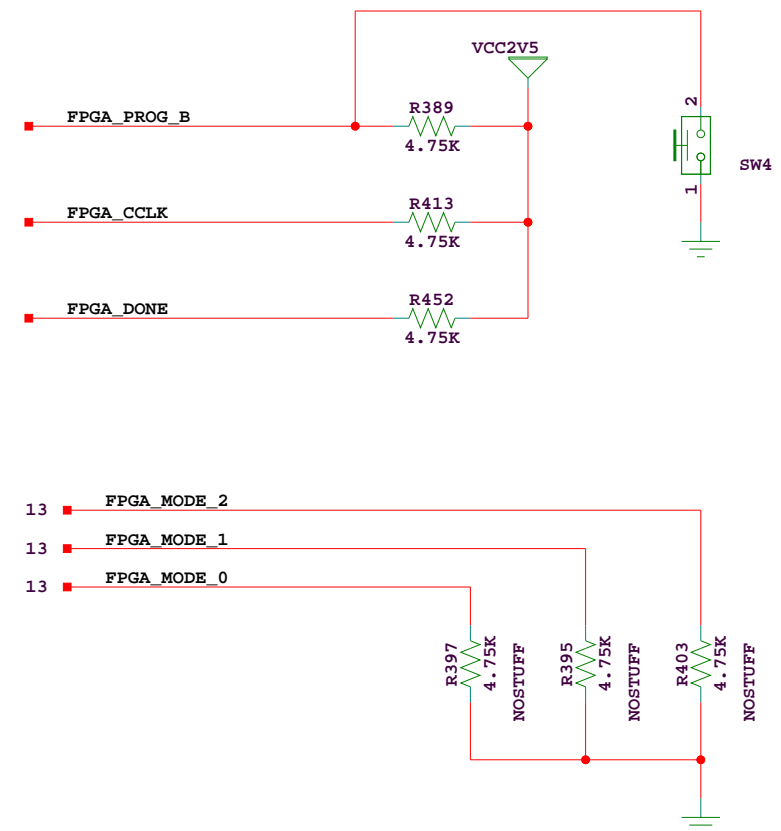 VCC2V5
FPGA_PROG_B
R389
4.75K
2
SW4
1
FPGA_CCLK
R413
4.75K
FPGA_DONE
R452
4.75K
13 FPGA_MODE_2
13 FPGA_MODE_1
13 FPGA_MODE_0
R397
4.75K
NOSTUFF
R395
4.75K
NOSTUFF
R403
4.75K
NOSTUFF